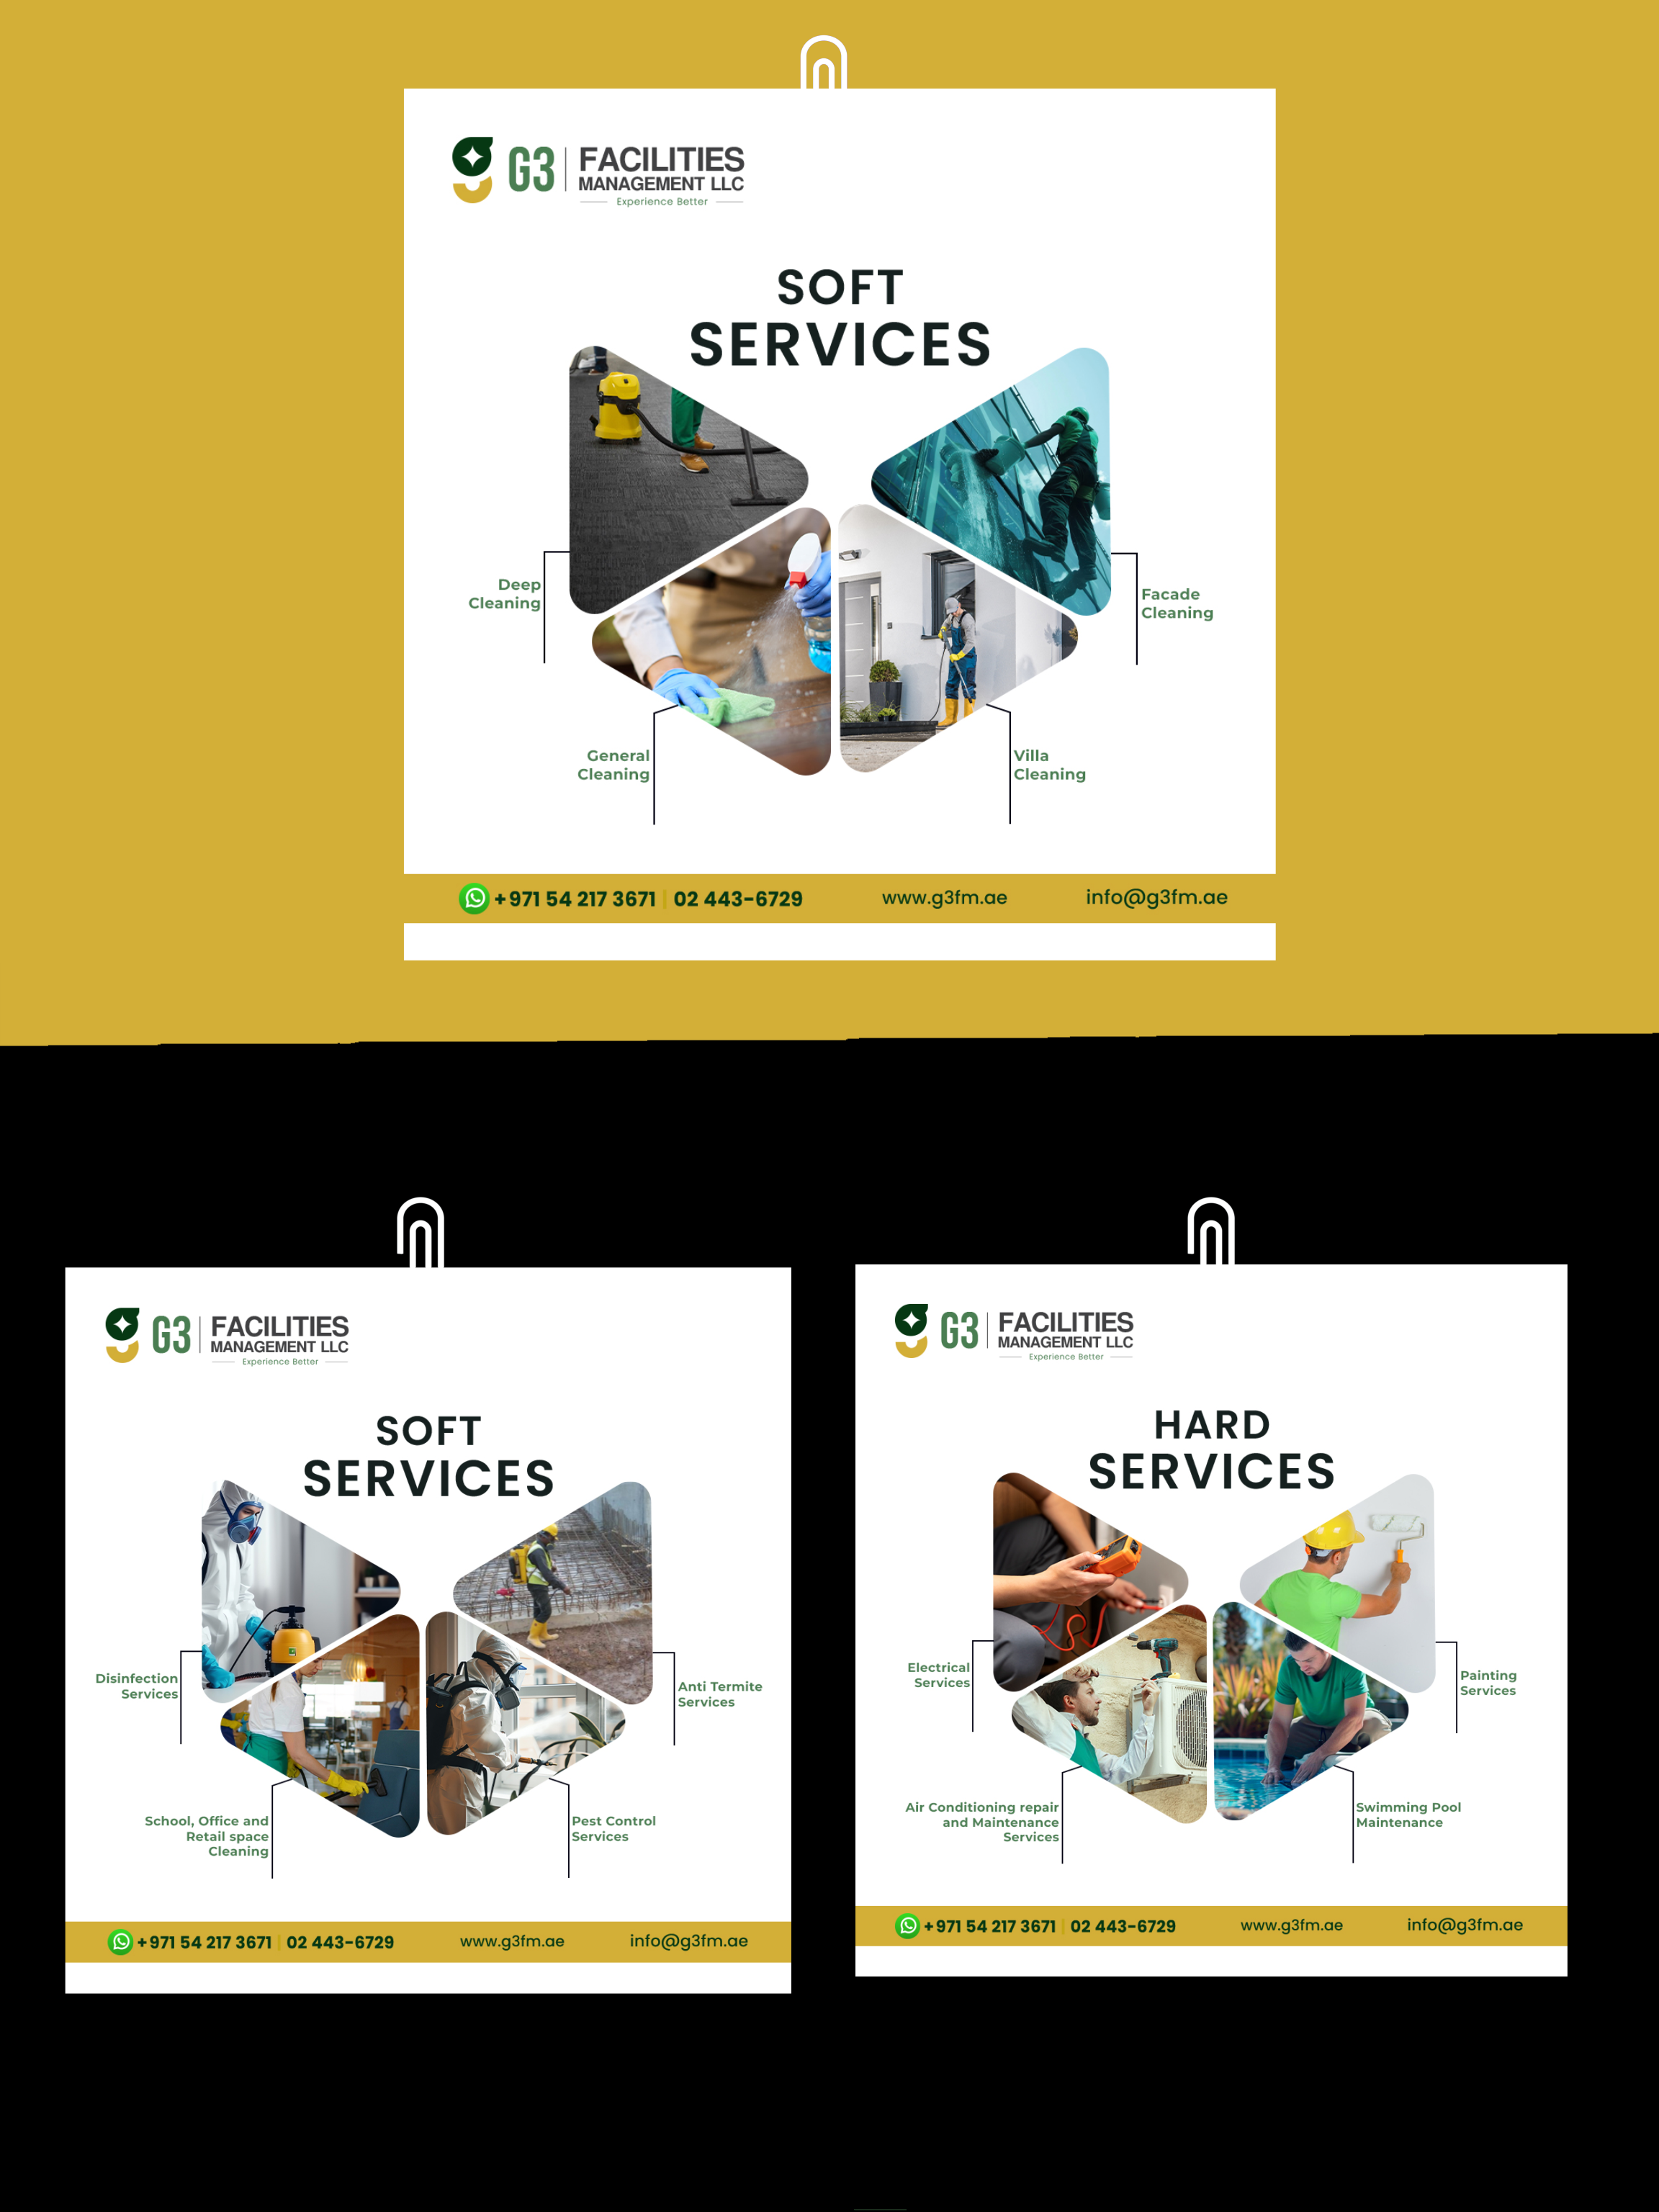 G3
FACILITIES
MANAGEMENT LLC
Experience Better
SOFT
SERVICES
Deep
Cleaning
Facade
Cleaning
General
Cleaning
Villa
Cleaning
+971 54 217 3671 | 02 443-6729
www.g3fm.ae
info@g3fm.ae
G3
FACILITIES
MANAGEMENT LLC
Experience Better
SOFT
SERVICES
Disinfection
Services
Anti Termite
Services
School, Office and
Retail space
Cleaning
Pest Control
Services
+971 54 217 3671 | 02 443-6729
www.g3fm.ae
info@g3fm.ae
G3
FACILITIES
MANAGEMENT LLC
Experience Better
HARD
SERVICES
Electrical
Services
Painting
Services
Air Conditioning repair
and Maintenance
Services
Swimming Pool
Maintenance
+971 54 217 3671 | 02 443-6729
www.g3fm.ae
info@g3fm.ae